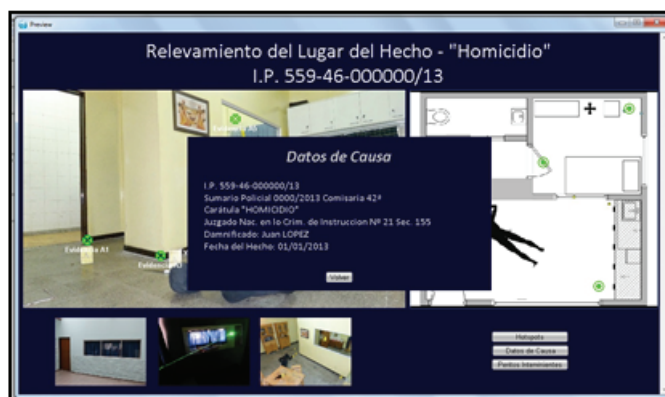 Preview
Relevamiento del Lugar del Hecho - "Homicidio"
I.P. 559-46-000000/13
Datos de Causa
I.P. 559-46-000000/13
Sumario Policial 0000/2013 Comisaria 42ª
Carátula "HOMICIDIO"
Juzgado Nac. en lo Crim. de Instruccion Nº 21 Sec. 155
Damnificado: Juan LOPEZ
Fecha del Hecho: 01/01/2013
Volver
Evidencia A1
Hotspots
Datos de Causa